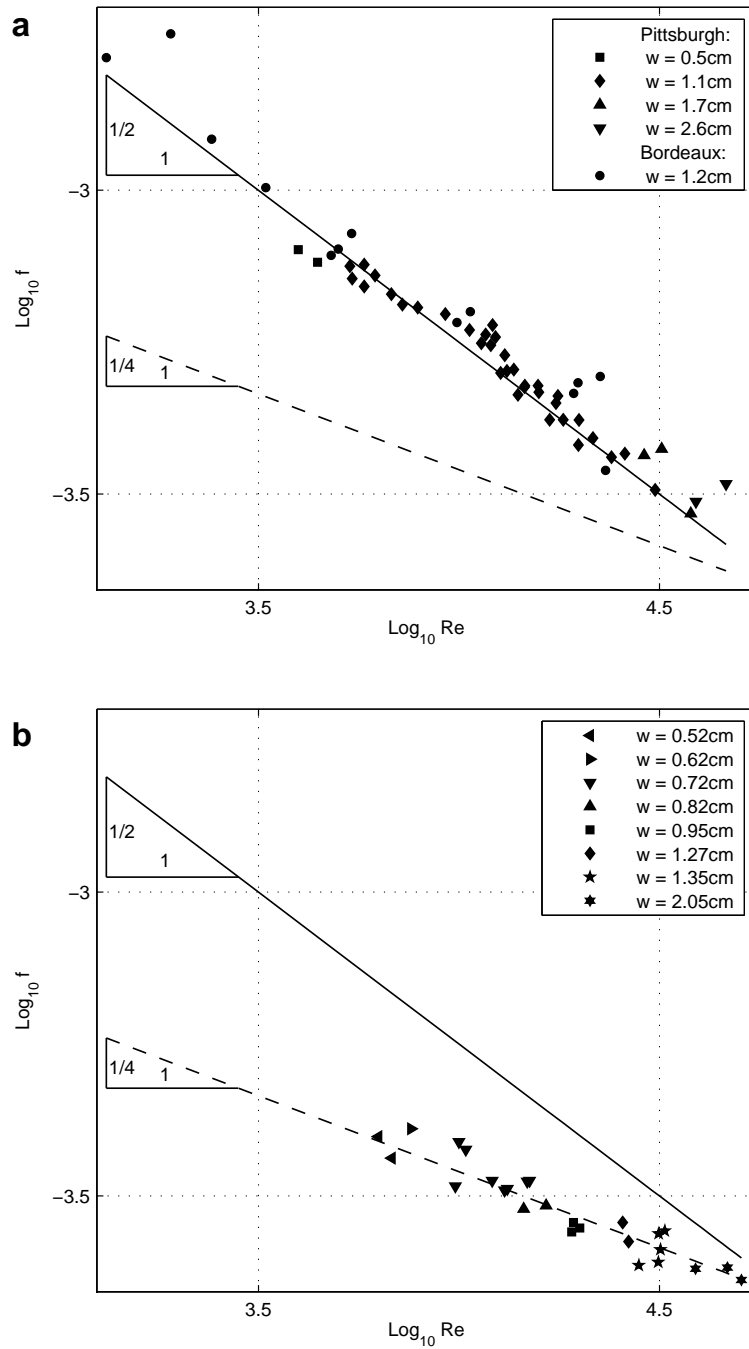 a
Pittsburgh:
w = 0.5cm
w = 1.1cm
w = 1.7cm
w = 2.6cm
Bordeaux:
w = 1.2cm
1/2
1
-3
Log10 f
1/4
1
-3.5
3.5
4.5
Log10 Re
b
w = 0.52cm
w = 0.62cm
w = 0.72cm
w = 0.82cm
w = 0.95cm
w = 1.27cm
w = 1.35cm
w = 2.05cm
1/2
1
-3
Log10 f
1/4
1
-3.5
3.5
4.5
Log10 Re